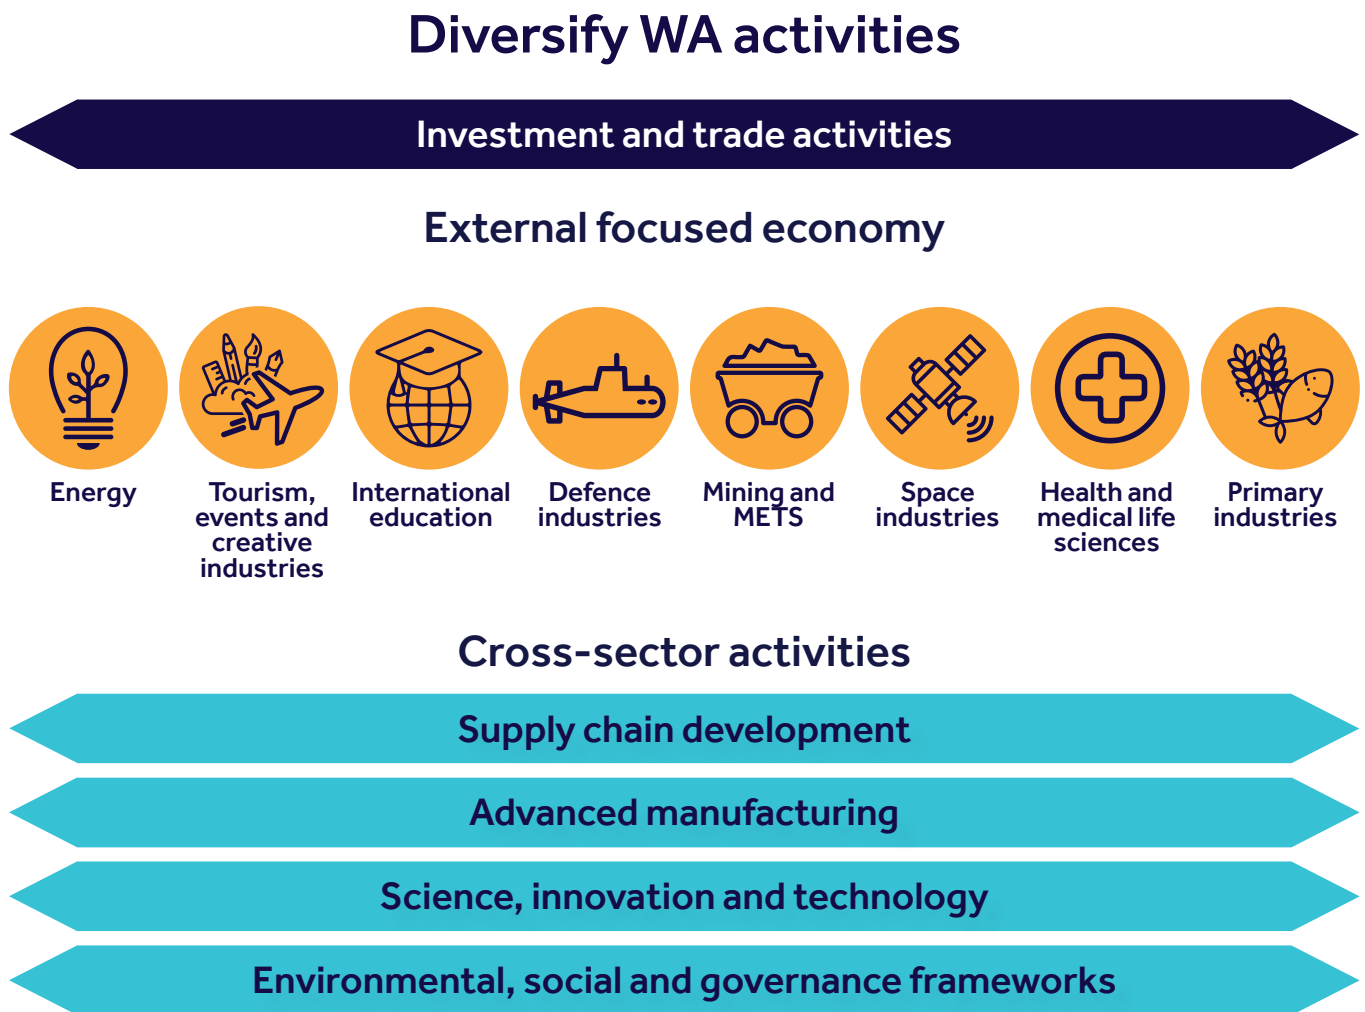 Diversify WA activities
Investment and trade activities
External focused economy
Energy
Tourism,
events and
creative
industries
International
education
Defence
industries
Mining and
METS
Space
industries
Health and
medical life
sciences
Primary
industries
Cross-sector activities
Supply chain development
Advanced manufacturing
Science, innovation and technology
Environmental, social and governance frameworks